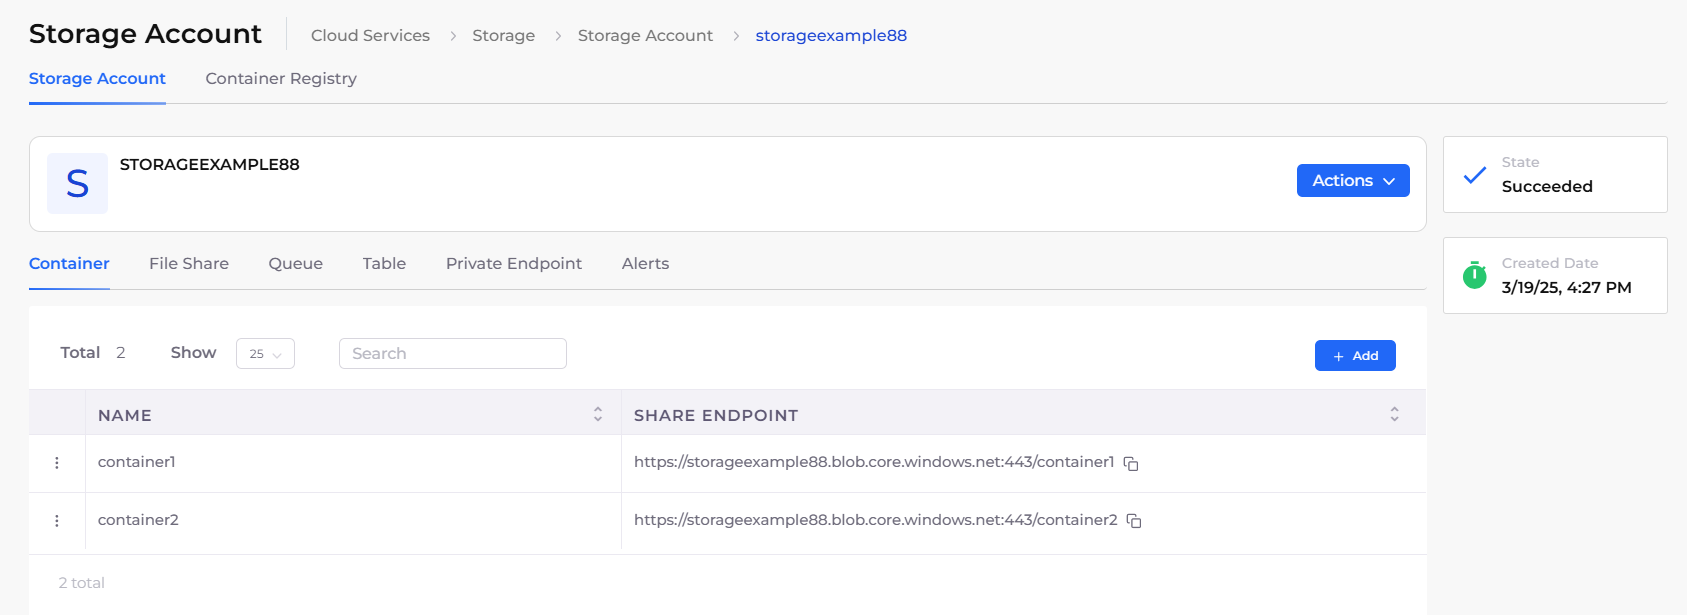 Storage Account
Cloud Services > Storage > Storage Account > storageexample88
Storage Account Container Registry
S
STORAGEEXAMPLE88
Actions
State
Succeeded
Created Date
3/19/25, 4:27 PM
Container File Share Queue Table Private Endpoint Alerts
Total 2 Show 25 Search + Add
NAME SHARE ENDPOINT
container1 https://storageexample88.blob.core.windows.net:443/container1
container2 https://storageexample88.blob.core.windows.net:443/container2
2 total